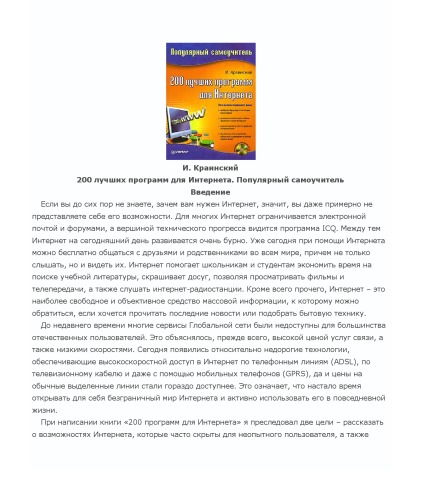 Популярный самоучитель
И. Краинский
200 лучших программ
для Интернета
И. Краинский
200 лучших программ для Интернета. Популярный самоучитель
Введение
Если вы до сих пор не знаете, зачем вам нужен Интернет, значит, вы даже примерно не
представляете себе его возможности. Для многих Интернет ограничивается электронной
почтой и форумами, а вершиной технического прогресса видится программа ICQ. Между тем
Интернет на сегодняшний день развивается очень бурно. Уже сегодня при помощи Интернета
можно бесплатно общаться с друзьями и родственниками во всем мире, причем не только
слышать, но и видеть их. Интернет помогает школьникам и студентам экономить время на
поиске учебной литературы, скрашивает досуг, позволяя просматривать фильмы и
телепередачи, а также слушать интернет-радиостанции. Кроме всего прочего, Интернет – это
наиболее свободное и объективное средство массовой информации, к которому можно
обратиться, если хочется прочитать последние новости или подобрать бытовую технику.
До недавнего времени многие сервисы Глобальной сети были недоступны для большинства
отечественных пользователей. Это объяснялось, прежде всего, высокой ценой услуг связи, а
также низкими скоростями. Сегодня появились относительно недорогие технологии,
обеспечивающие высокоскоростной доступ в Интернет по телефонным линиям (ADSL), по
телевизионному кабелю и даже с помощью мобильных телефонов (GPRS), да и цены на
обычные выделенные линии стали гораздо доступнее. Это означает, что настало время
открывать для себя безграничный мир Интернета и активно использовать его в повседневной
жизни.
При написании книги «200 программ для Интернета» я преследовал две цели – рассказать
о возможностях Интернета, которые часто скрыты для неопытного пользователя, а также